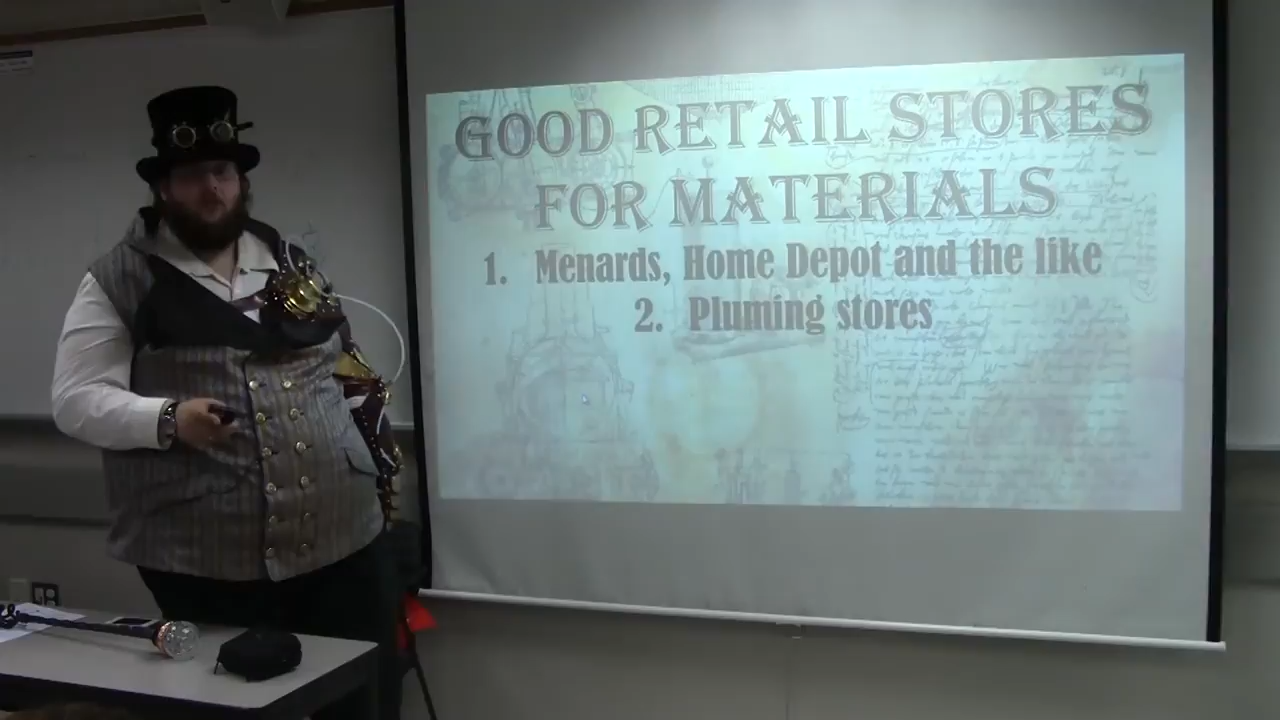 GOOD RETAIL STORES
FOR MATERIALS
1. Menards, Home Depot and the like
2. Pluming stores